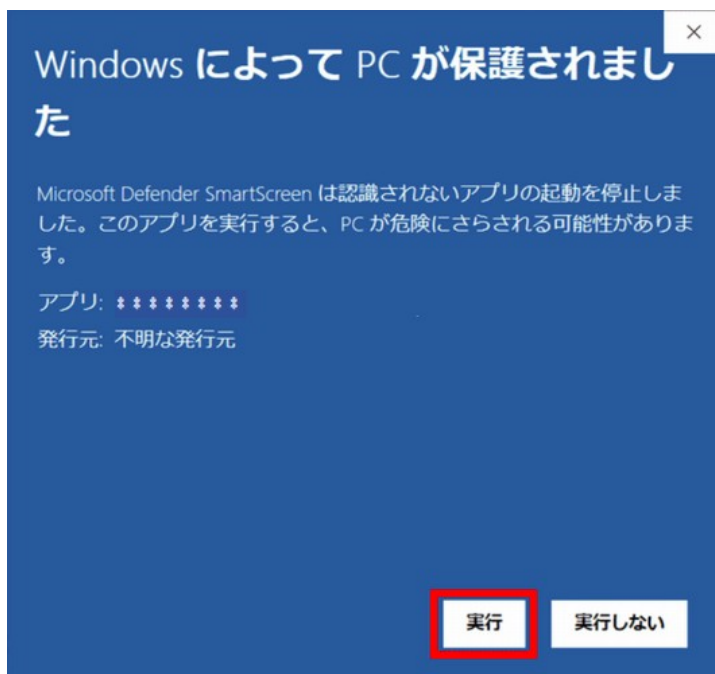 Windows によって PC が保護されまし
た
Microsoft Defender SmartScreen は認識されないアプリの起動を停止しま
した。このアプリを実行すると、PC が危険にさらされる可能性がありま
す。
アプリ: ********
発行元: 不明な発行元
実行 実行しない